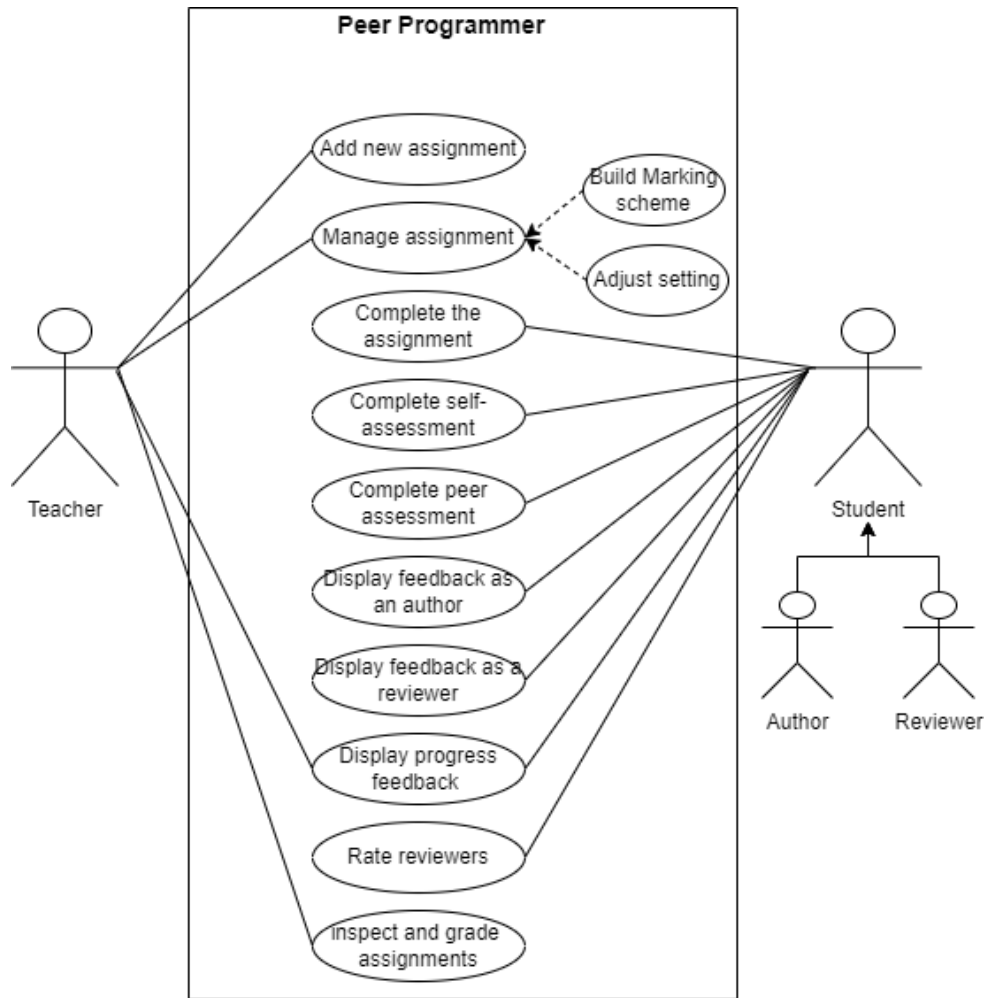 Peer Programmer
Add new assignment
Build Marking
scheme
Manage assignment
Adjust setting
Complete the
assignment
Complete self-
assessment
Complete peer
assessment
Teacher
Student
Display feedback as
an author
Display feedback as a
reviewer
Author
Reviewer
Display progress
feedback
Rate reviewers
Inspect and grade
assignments